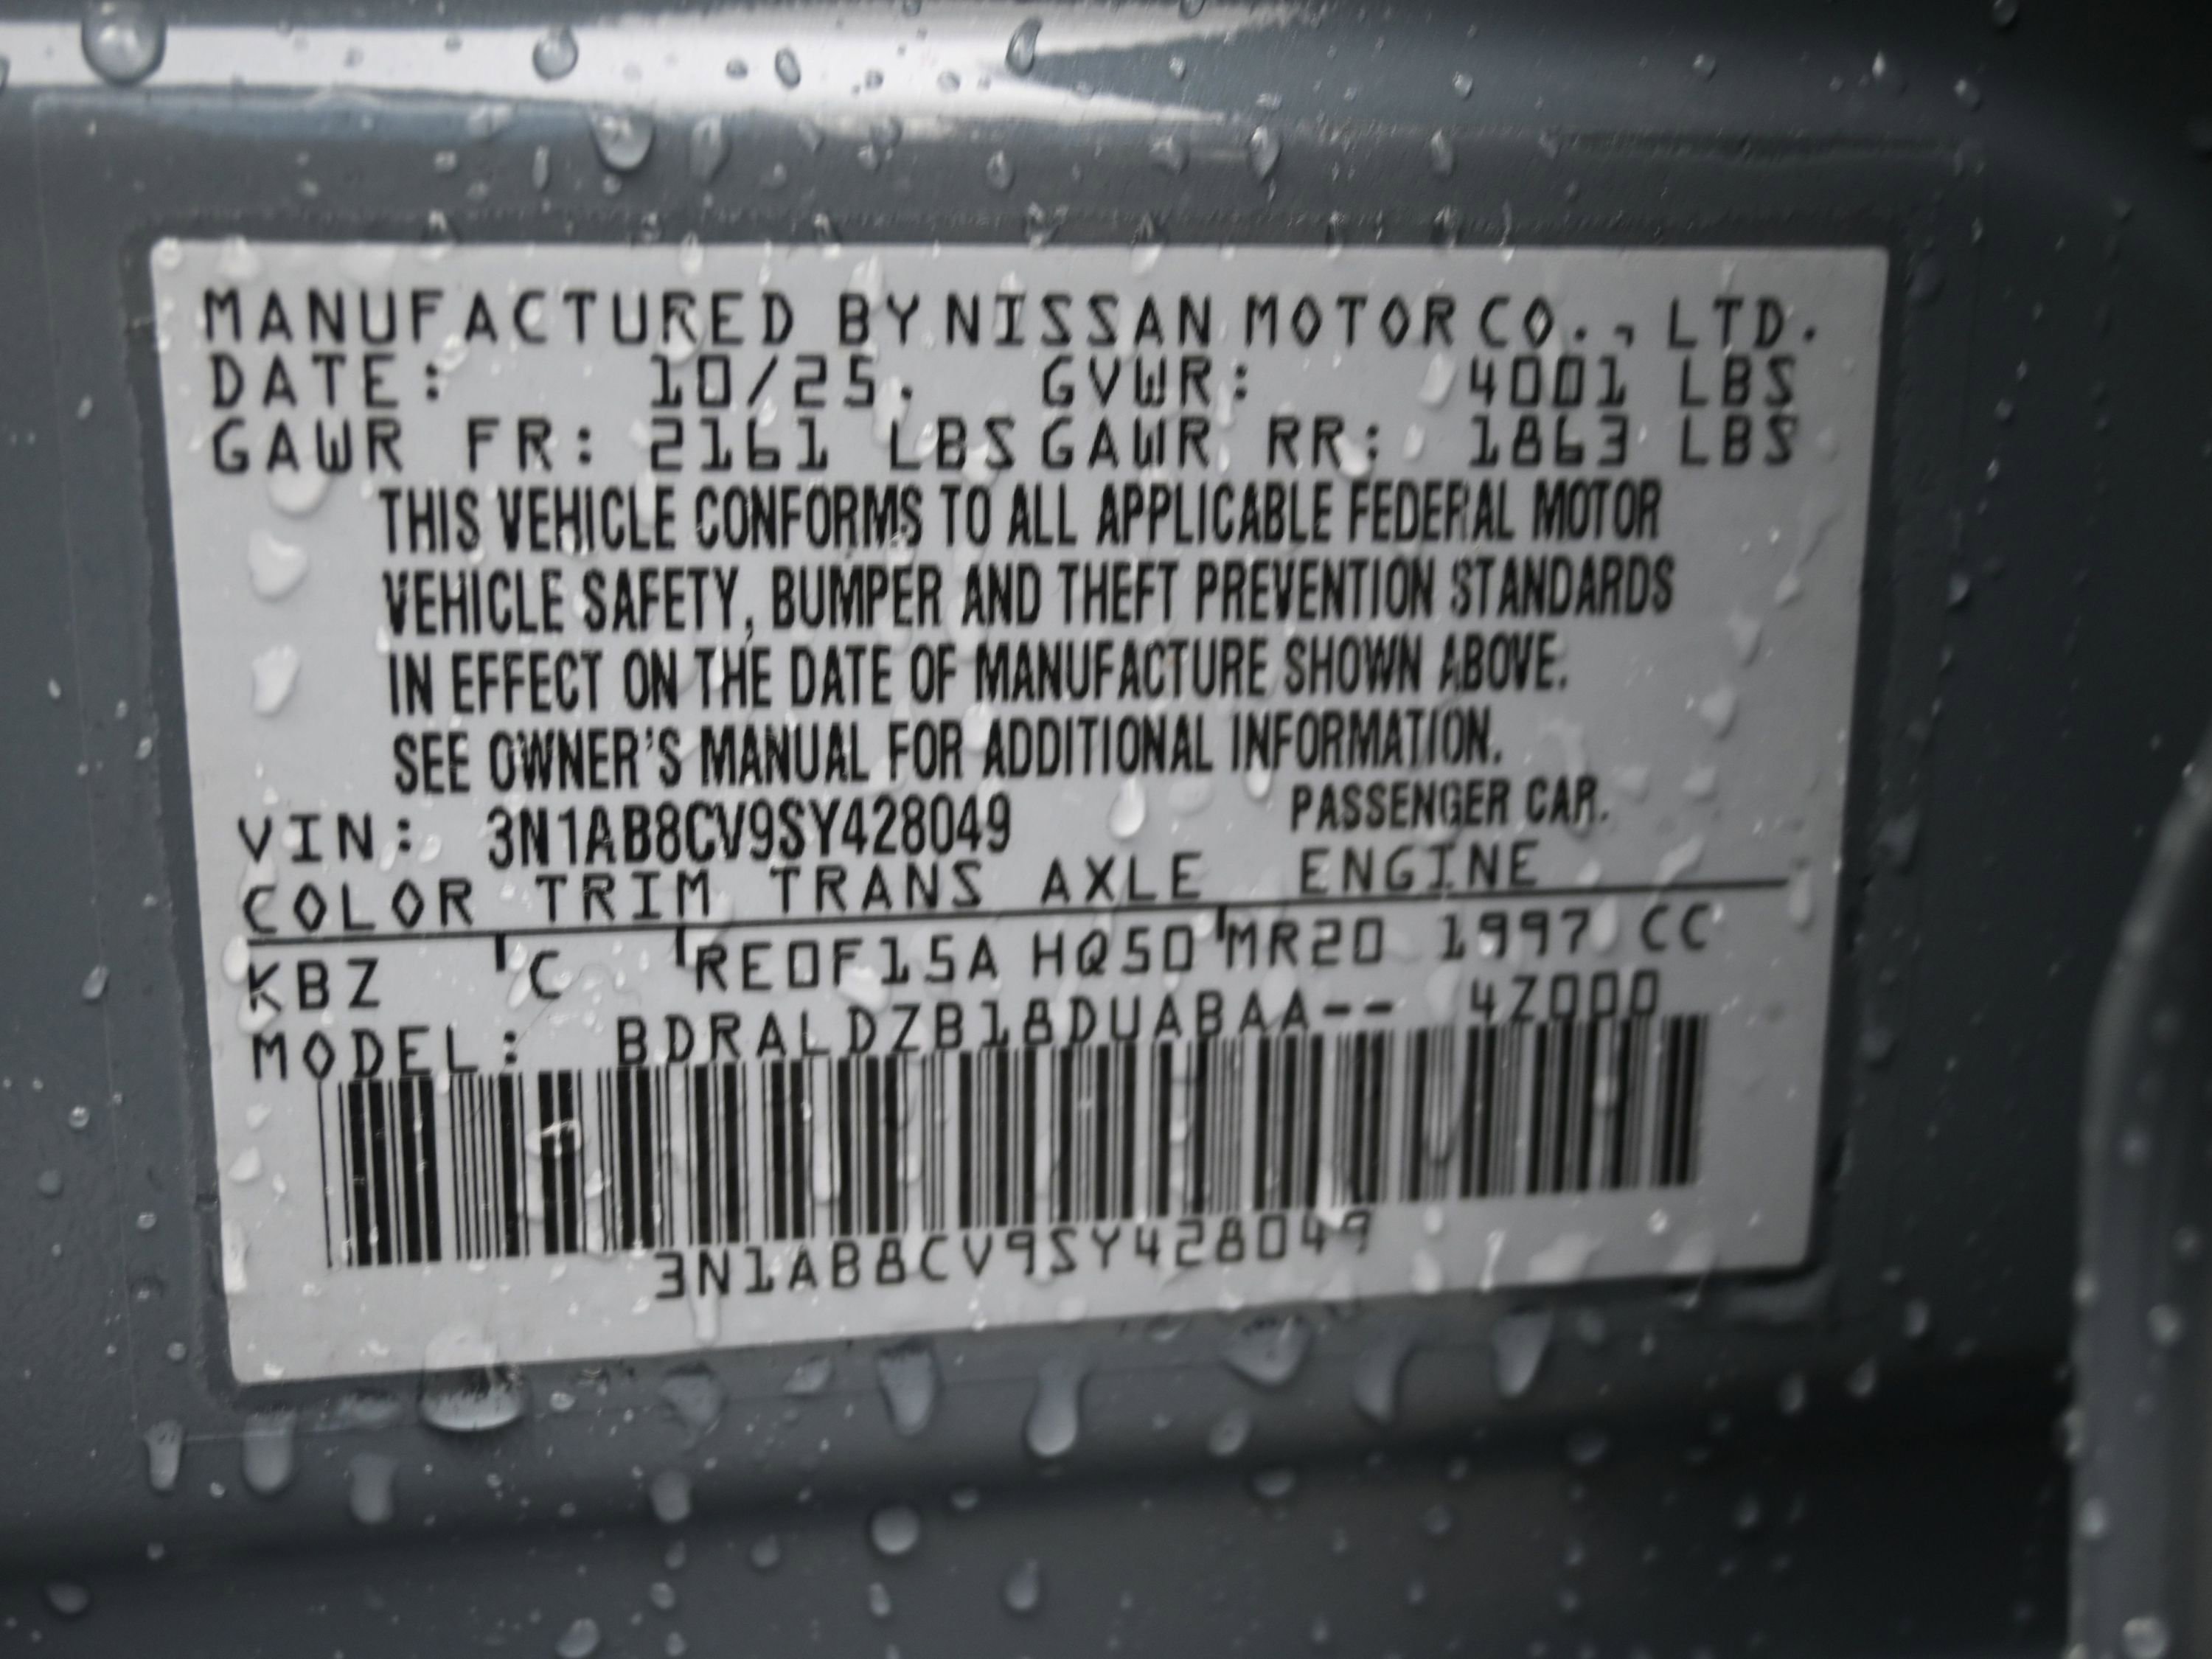 MANUFACTURED BY NISSAN MOTOR CO., LTD.
DATE: 10/25. GVWR: 4001 LBS
GAWR FR: 2161 LBS GAWR RR: 1863 LBS
THIS VEHICLE CONFORMS TO ALL APPLICABLE FEDERAL MOTOR
VEHICLE SAFETY, BUMPER AND THEFT PREVENTION STANDARDS
IN EFFECT ON THE DATE OF MANUFACTURE SHOWN ABOVE.
SEE OWNER'S MANUAL FOR ADDITIONAL INFORMATION.
VIN: 3N1AB8CV9SY428049 PASSENGER CAR.
COLOR TRIM TRANS AXLE ENGINE
KBZ C RE0F15A HQ50 MR20 1997 CC
MODEL: BDRALDZB18DUABAA-- 4Z000
3N1AB8CV9SY428049